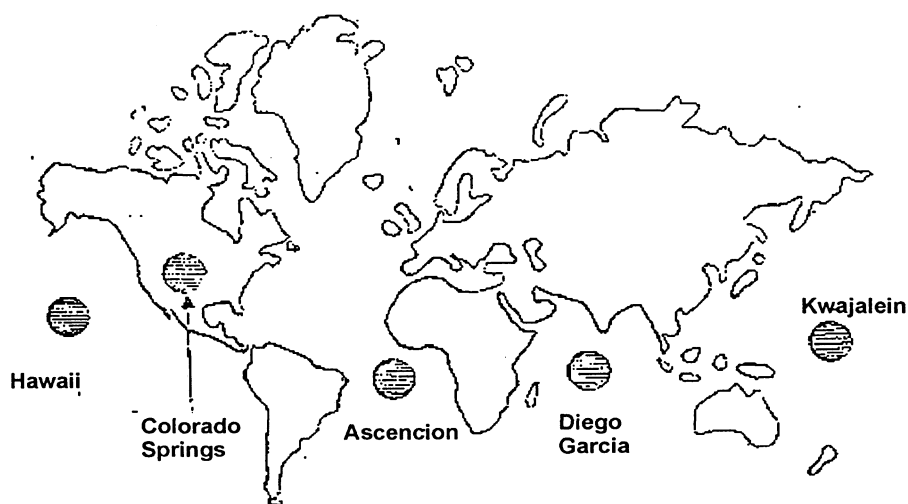 Kwajalein
Hawaii
Colorado
Springs
Ascencion
Diego
Garcia